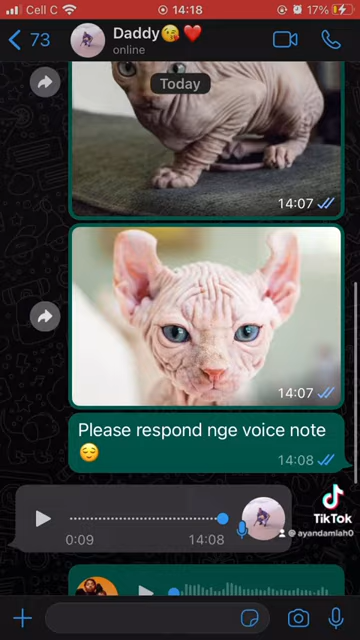 Cell C 14:18 17%
73 Daddy😘❤️
online
Today
14:07
14:07
Please respond nge voice note
😌
14:08
0:09 14:08
TikTok
@ ayandamlah0